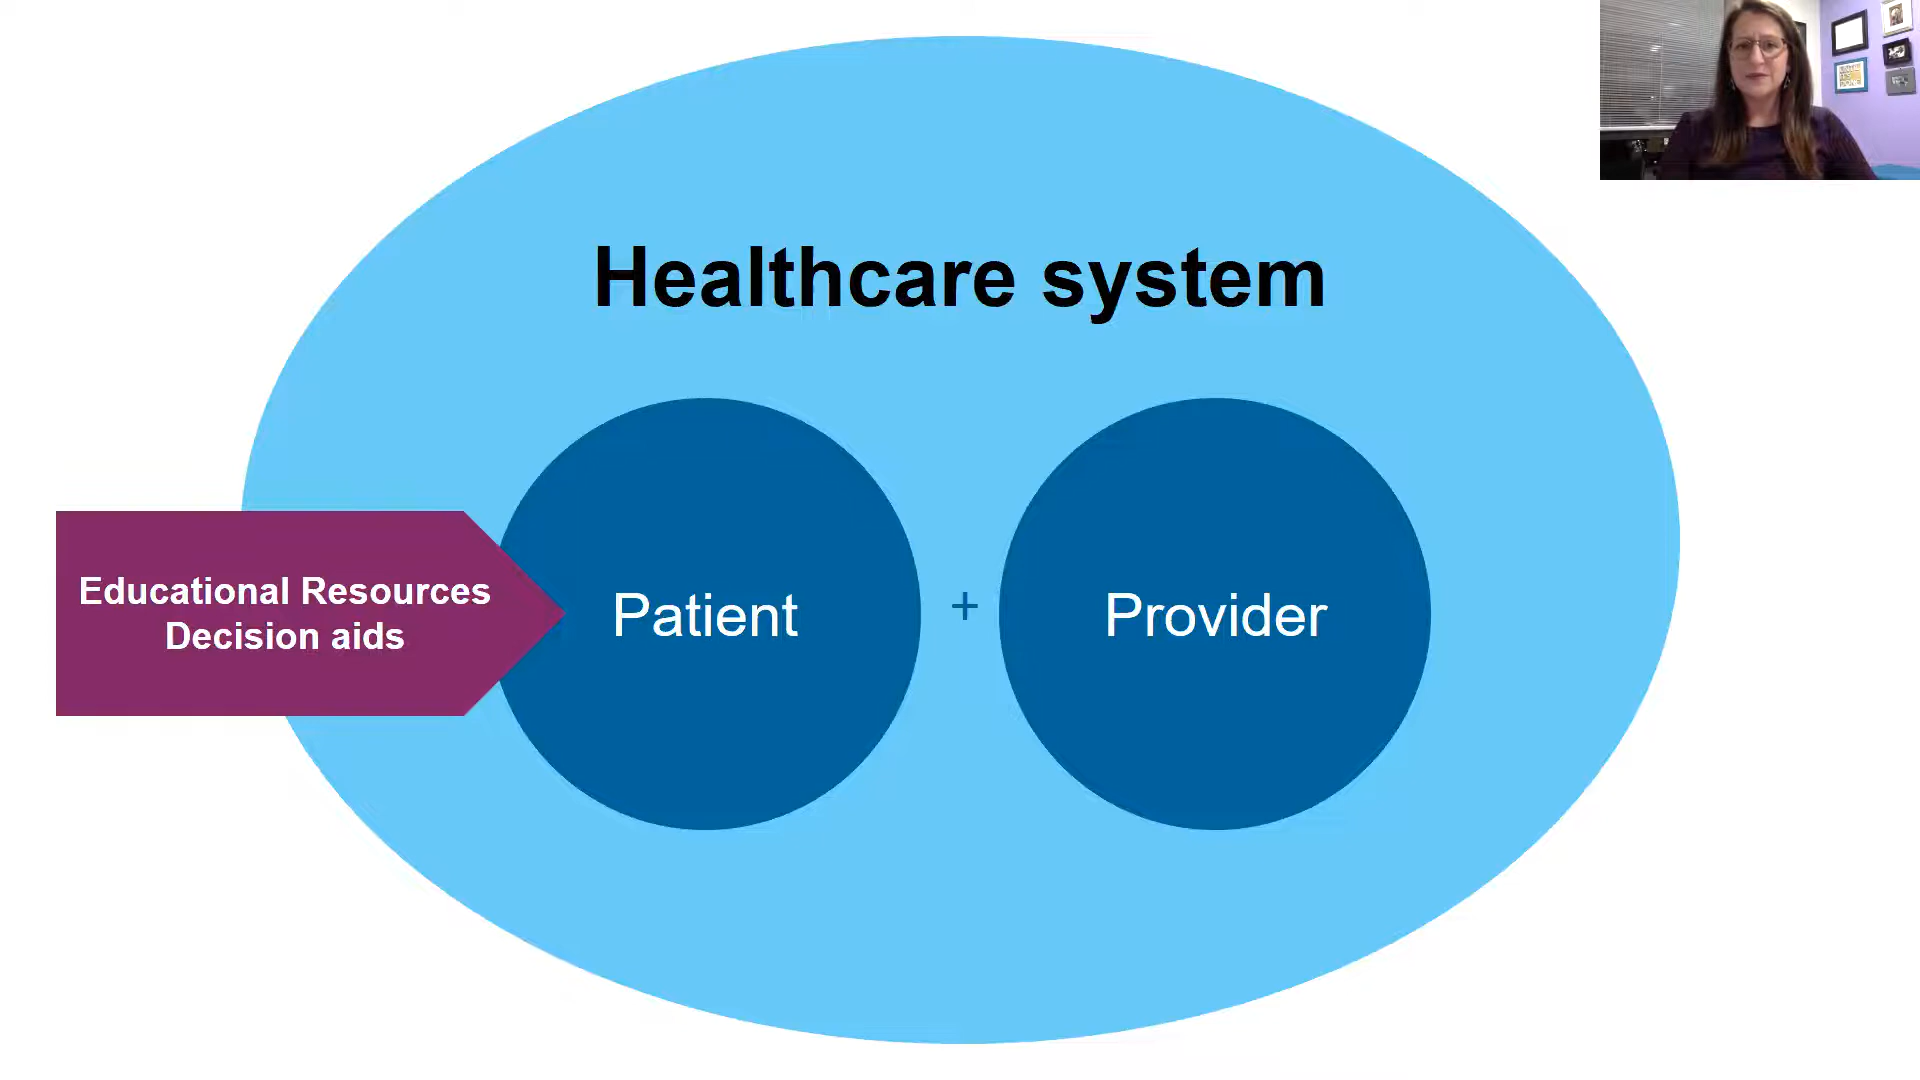 Healthcare system
Educational Resources
Decision aids
Patient
+
Provider